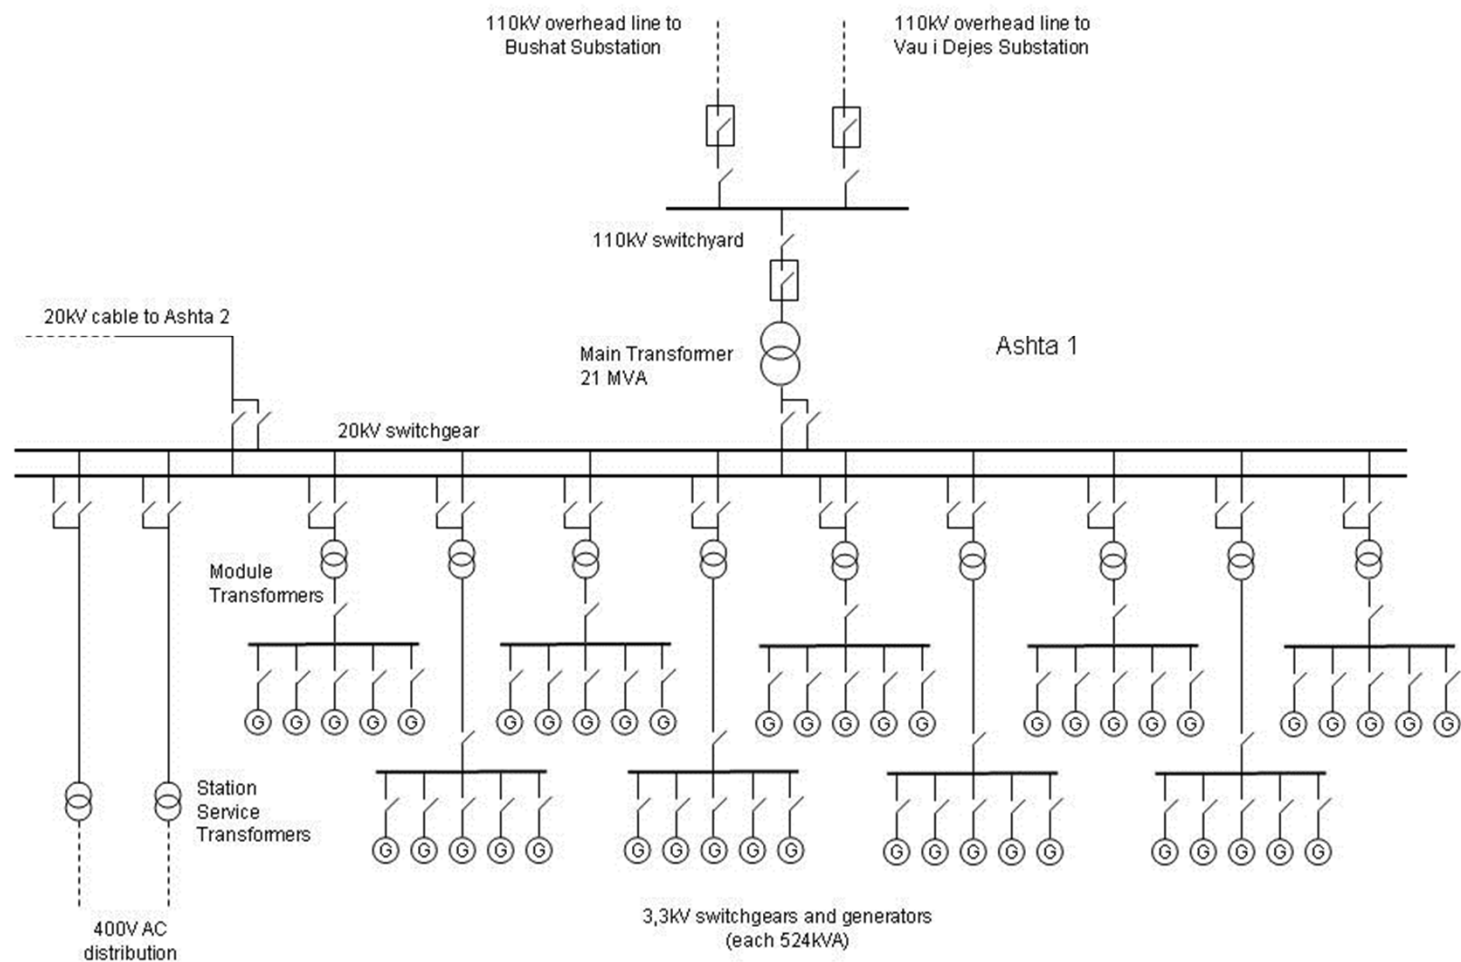 110kV overhead line to
Bushat Substation
110kV overhead line to
Vau i Dejes Substation
110kV switchyard
20kV cable to Ashta 2
Main Transformer
21 MVA
Ashta 1
20kV switchgear
Module
Transformers
G G G G G
G G G G G
G G G G G
G G G G G
G G G G G
Station
Service
Transformers
G G G G G
G G G G G
G G G G G
G G G G G
3,3kV switchgears and generators
(each 524kVA)
400V AC
distribution